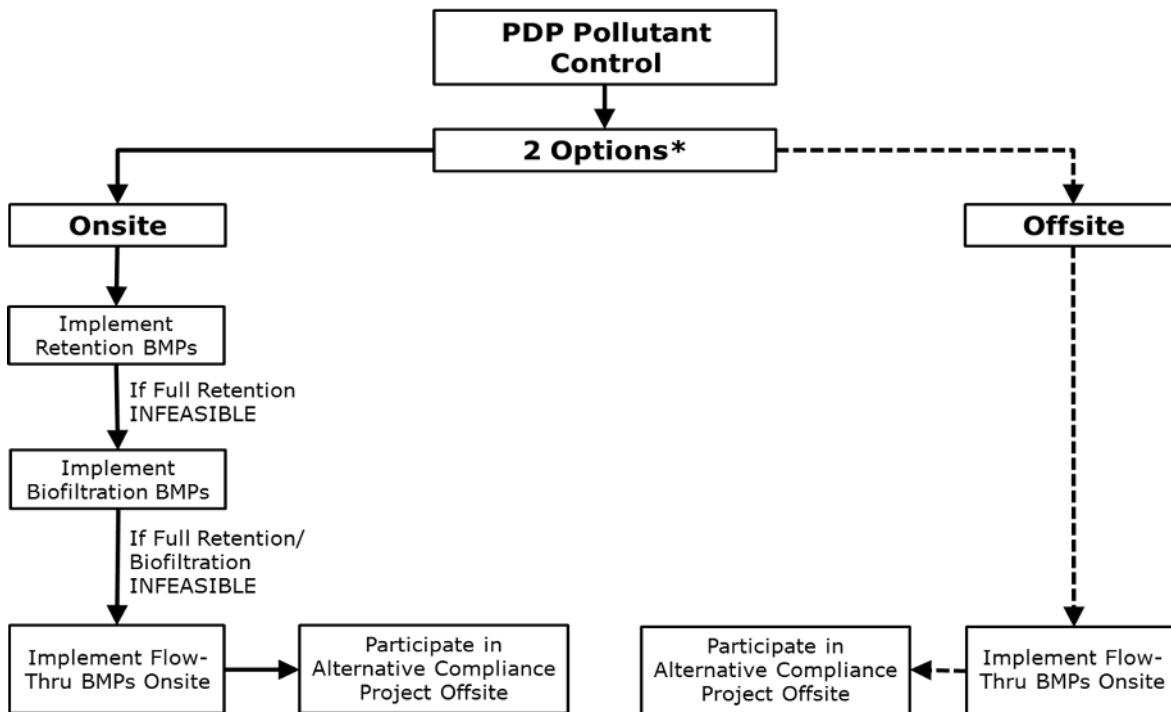 PDP Pollutant
Control
2 Options*
Onsite
Offsite
Implement
Retention BMPs
If Full Retention
INFEASIBLE
Implement
Biofiltration BMPs
If Full Retention/
Biofiltration
INFEASIBLE
Implement Flow-
Thru BMPs Onsite
Participate in
Alternative Compliance
Project Offsite
Participate in
Alternative Compliance
Project Offsite
Implement Flow-
Thru BMPs Onsite